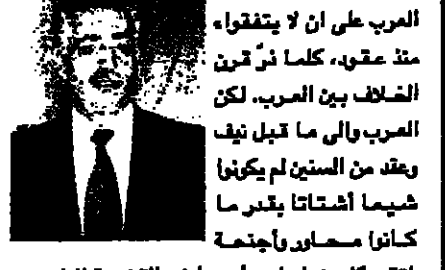 العرب على ان لا يتفقوا،
منذ عقود، كلما نرّ قرن
الخلاف بين العرب. لكن
العرب والى ما قبل نيف
وعقد من السنين لم يكونوا
شيعا أشتاتا بقدر ما
كانوا محاور وأجنحة